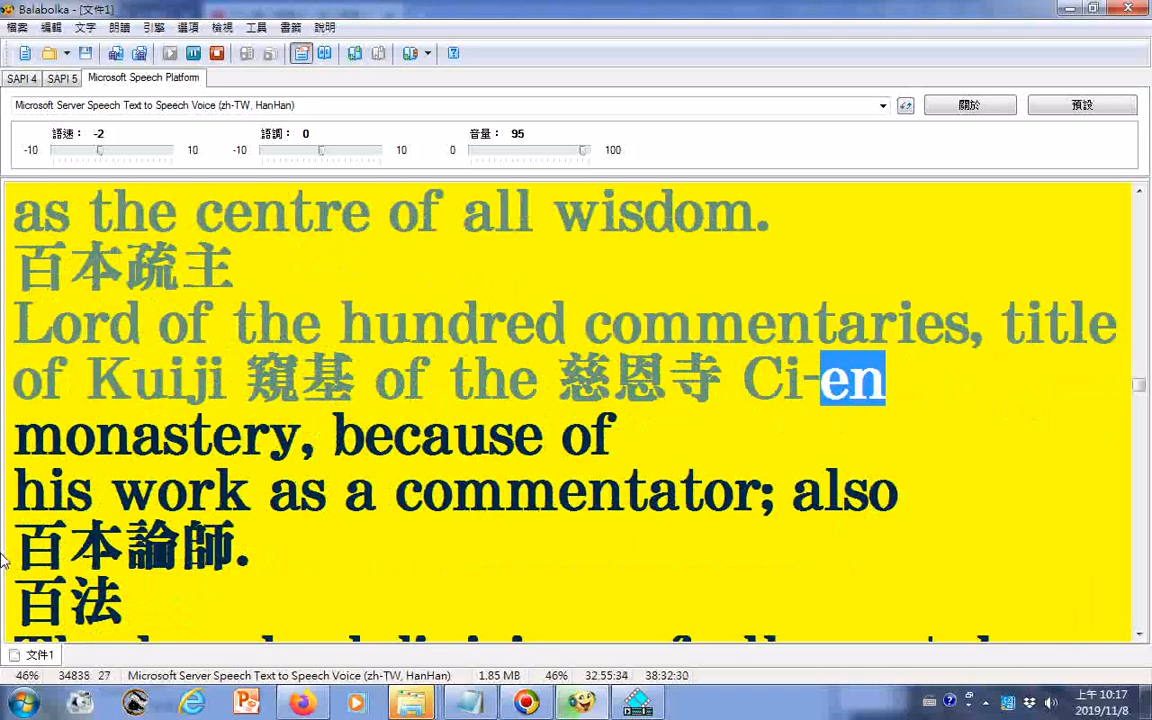 Balabolka - [文件1]
檔案 編輯 文字 朗讀 引擎 選項 檢視 工具 書籤 說明
SAPI 4 SAPI 5 Microsoft Speech Platform
Microsoft Server Speech Text to Speech Voice (zh-TW, HanHan) 關於 預設
語速： -2 語調： 0 音量： 95
-10 10 -10 10 0 100
as the centre of all wisdom.
百本疏主
Lord of the hundred commentaries, title
of Kuiji 窺基 of the 慈恩寺 Ci-en
monastery, because of
his work as a commentator; also
百本論師.
百法
文件1
46% 34838 27 Microsoft Server Speech Text to Speech Voice (zh-TW, HanHan) 1.85 MB 46% 32:55:34 38:32:30
上午 10:17
2019/11/8